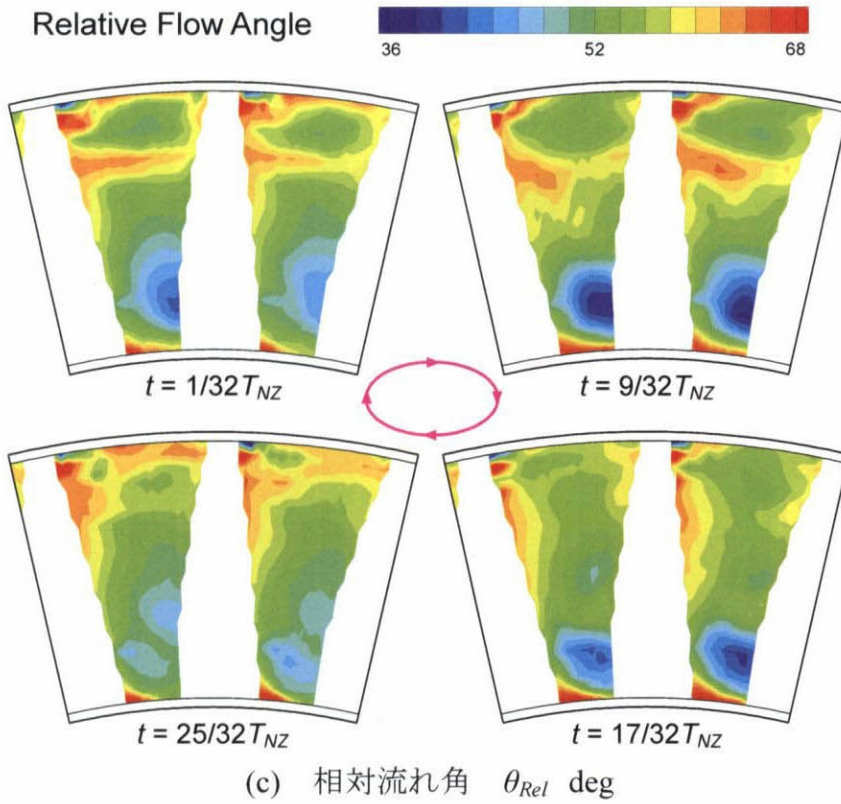 Relative Flow Angle
36 52 68
t = 1/32T_NZ
t = 9/32T_NZ
t = 25/32T_NZ
t = 17/32T_NZ
(c) 相対流れ角 θ_Rel deg